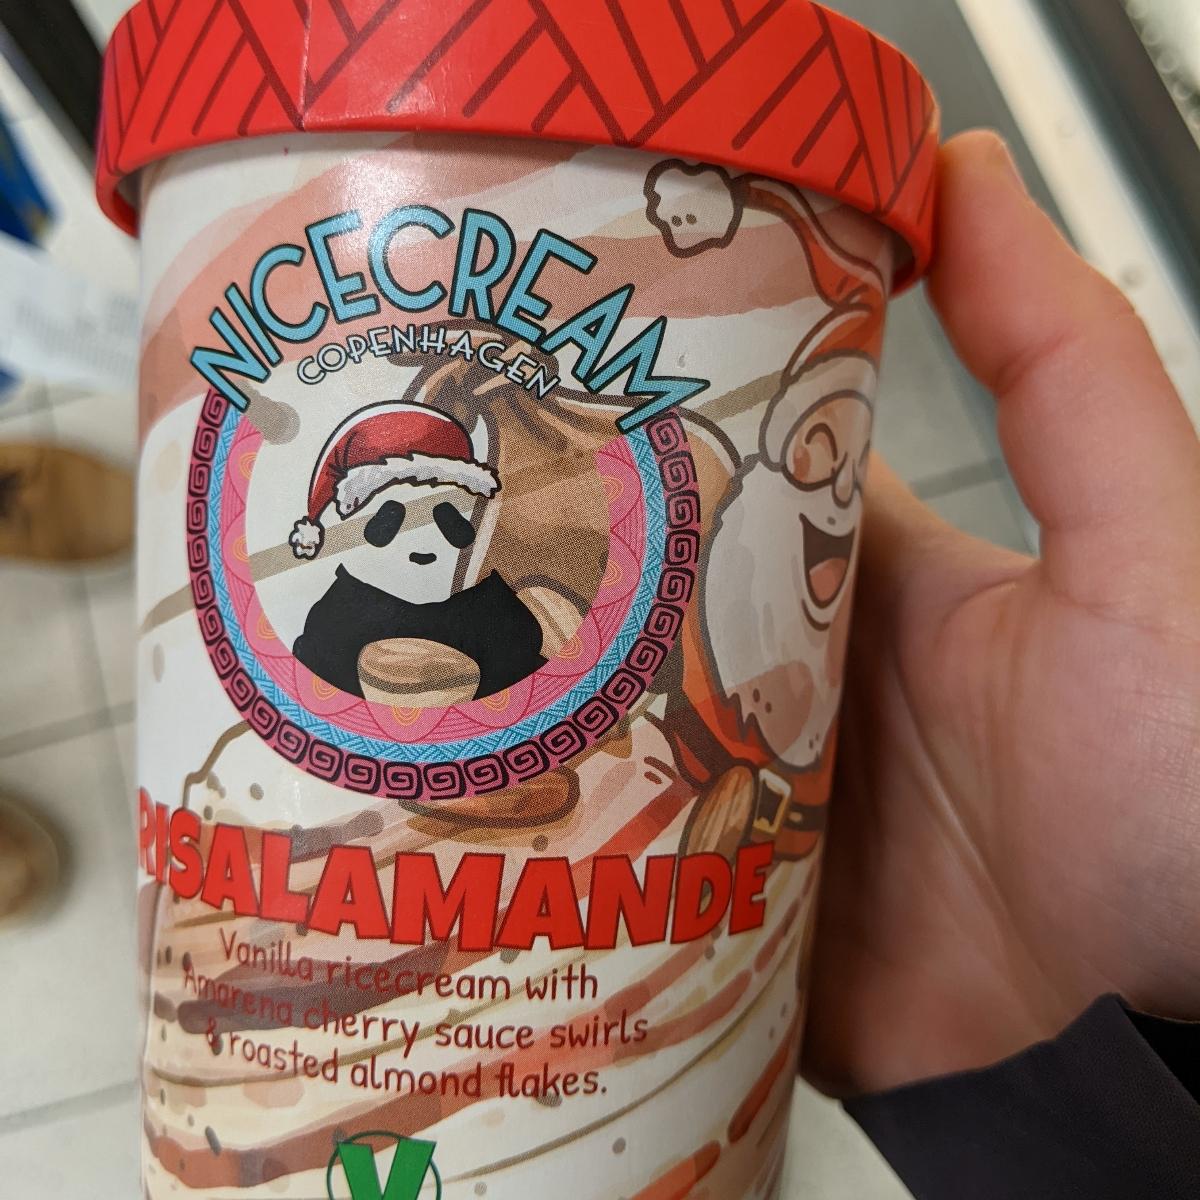 NICECREAM
COPENHAGEN
RISALAMANDE
Vanilla ricecream with
Amarena cherry sauce swirls
& roasted almond flakes.
V